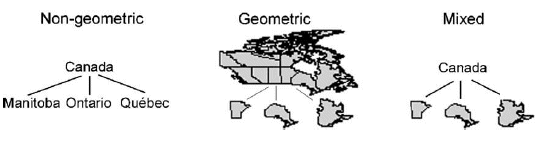 Non-geometric Geometric Mixed
Canada Canada
Manitoba Ontario Québec